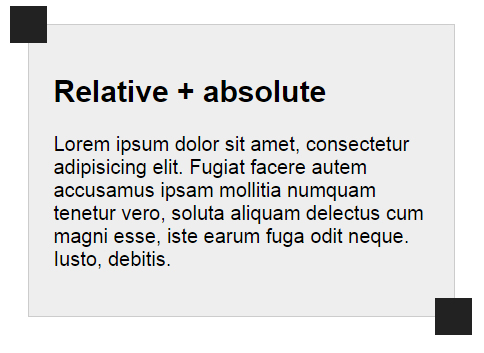 Relative + absolute
Lorem ipsum dolor sit amet, consectetur
adipisicing elit. Fugiat facere autem
accusamus ipsam mollitia numquam
tenetur vero, soluta aliquam delectus cum
magni esse, iste earum fuga odit neque.
Iusto, debitis.